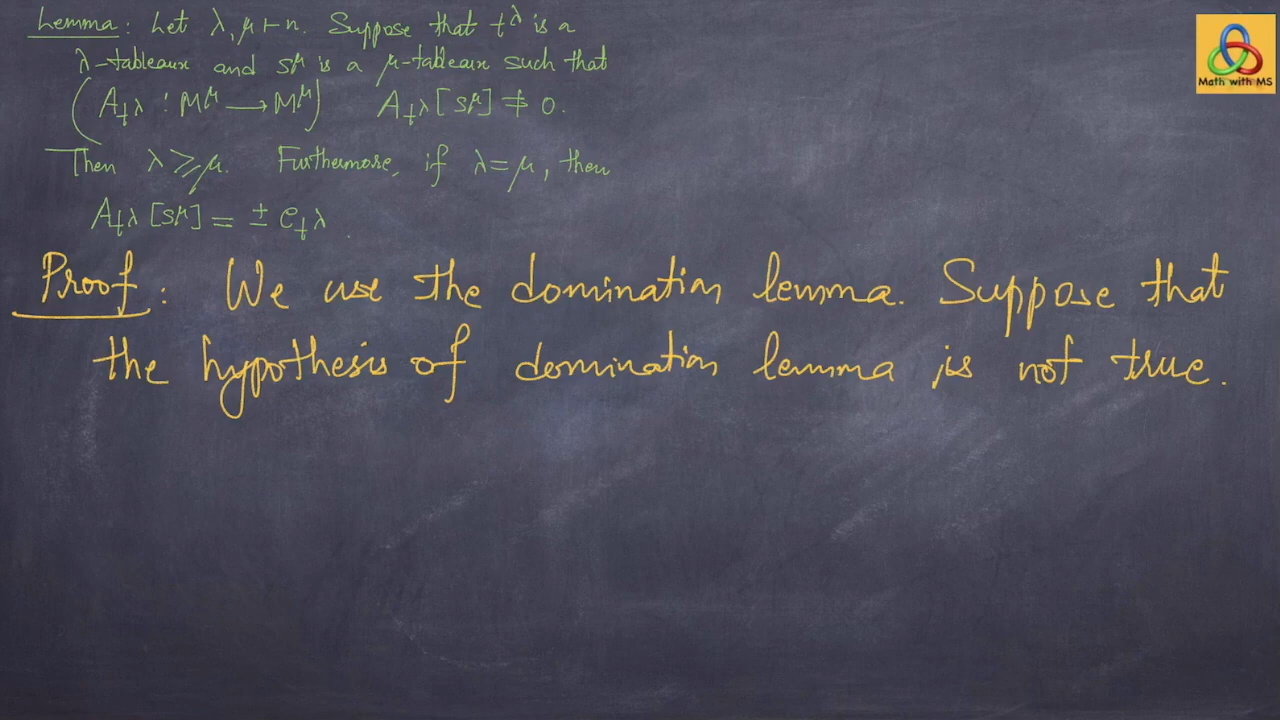 Lemma: Let λ, μ ⊢ n. Suppose that t^λ is a
λ-tableaux and s^μ is a μ-tableaux such that
(A_{t^λ} : M^μ → M^μ) A_{t^λ}[s^μ] ≠ 0.
Then λ ⊵ μ. Furthermore, if λ = μ, then
A_{t^λ}[s^μ] = ± e_{t^λ}.
Proof: We use the domination lemma. Suppose that
the hypothesis of domination lemma is not true.
Math with MS